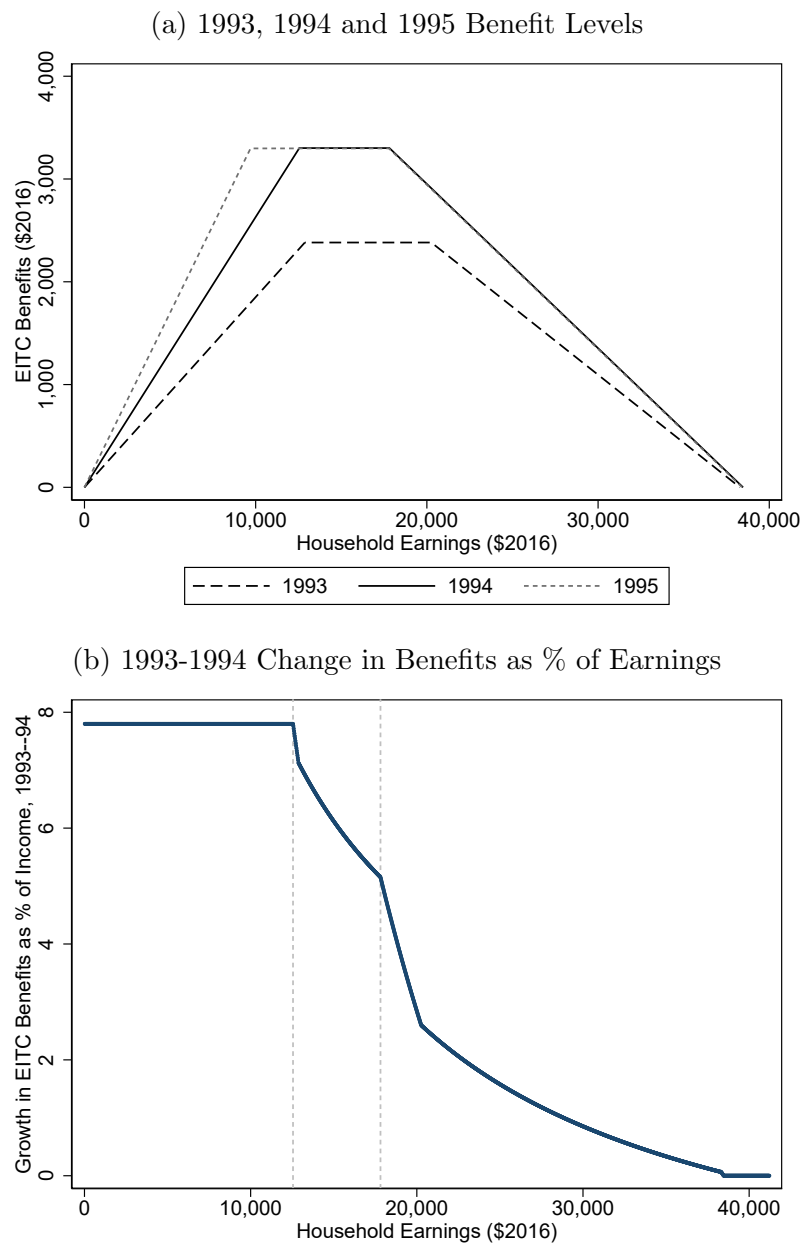 (a) 1993, 1994 and 1995 Benefit Levels
EITC Benefits ($2016)
4,000
3,000
2,000
1,000
0
0 10,000 20,000 30,000 40,000
Household Earnings ($2016)
1993 1994 1995
(b) 1993-1994 Change in Benefits as % of Earnings
Growth in EITC Benefits as % of Income, 1993--94
8
6
4
2
0
0 10,000 20,000 30,000 40,000
Household Earnings ($2016)